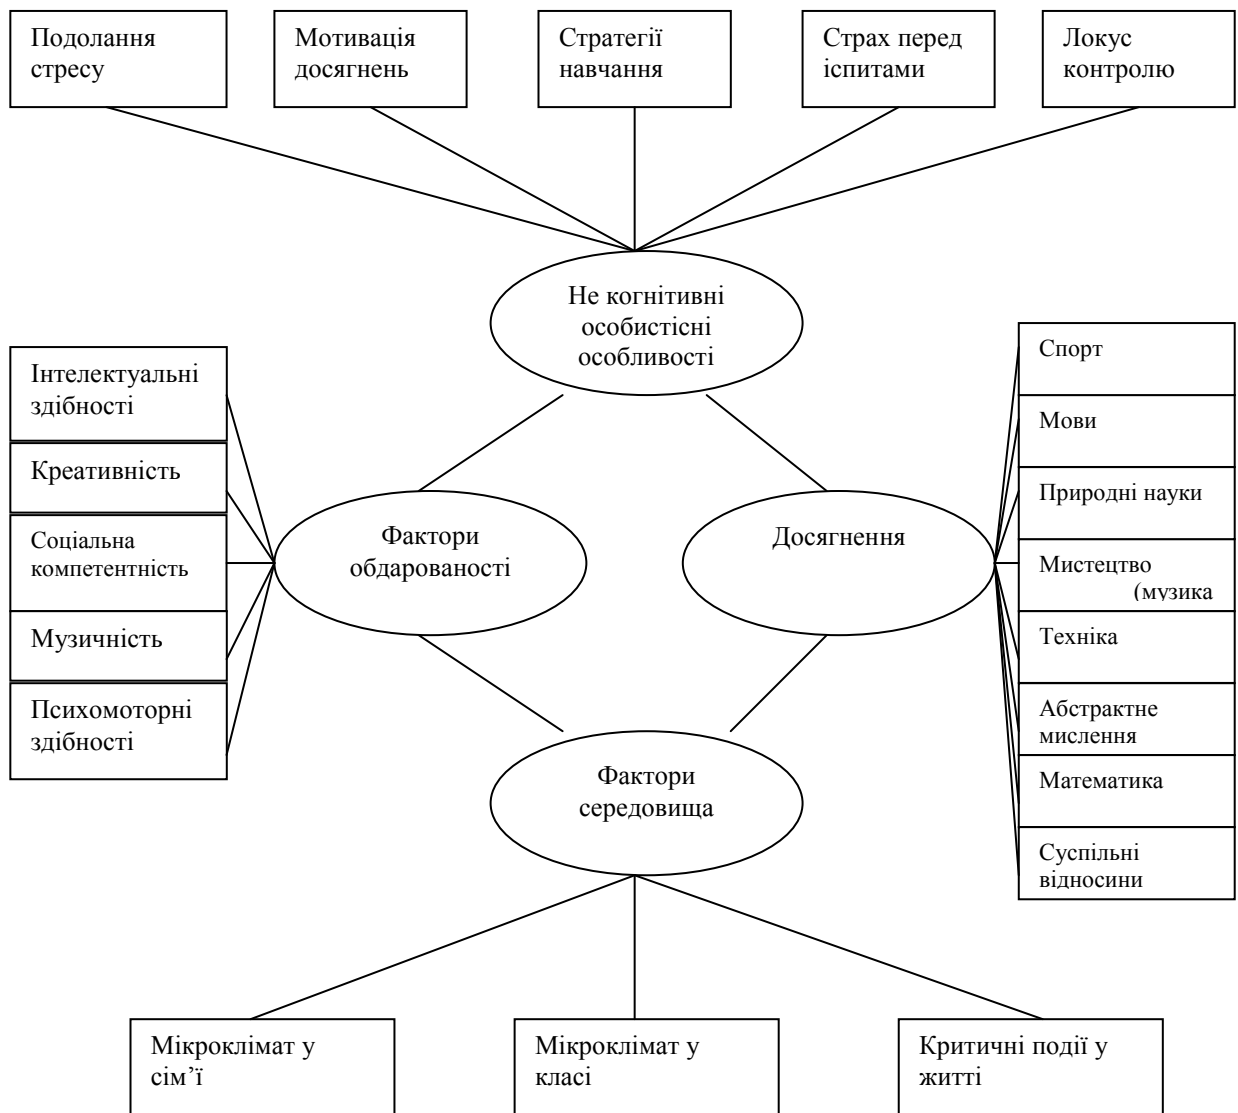 Подолання
стресу
Мотивація
досягнень
Стратегії
навчання
Страх перед
іспитами
Локус
контролю
Не когнітивні
особистісні
особливості
Інтелектуальні
здібності
Креативність
Соціальна
компетентність
Музичність
Психомоторні
здібності
Фактори
обдарованості
Досягнення
Спорт
Мови
Природні науки
Мистецтво
(музика
Техніка
Абстрактне
мислення
Математика
Суспільні
відносини
Фактори
середовища
Мікроклімат у
сім’ї
Мікроклімат у
класі
Критичні події у
житті